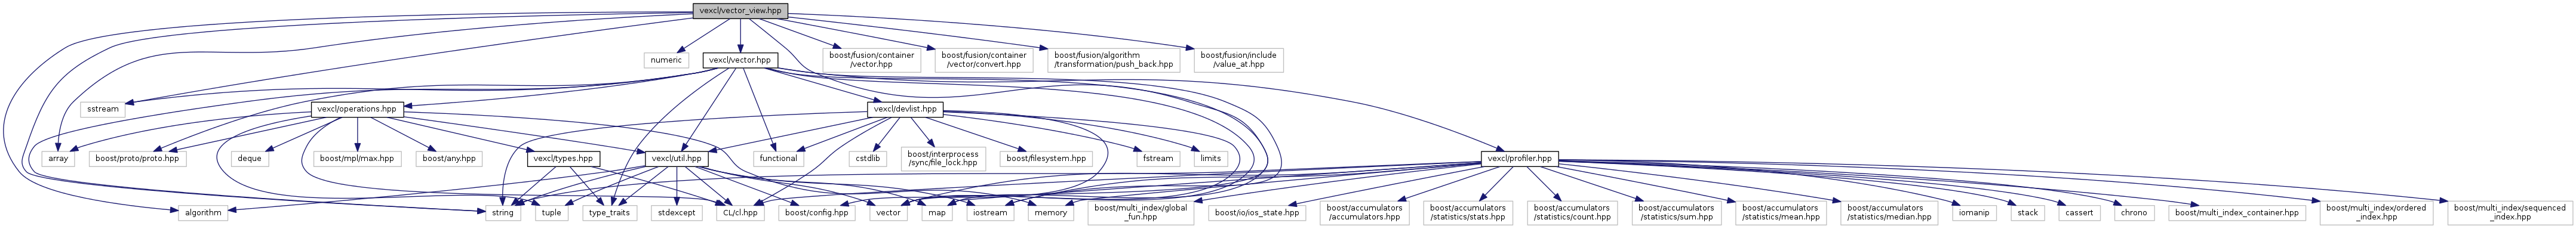 vexcl/vector_view.hpp
numeric
vexcl/vector.hpp
boost/fusion/container
/vector.hpp
boost/fusion/container
/vector/convert.hpp
boost/fusion/algorithm
/transformation/push_back.hpp
boost/fusion/include
/value_at.hpp
sstream
vexcl/operations.hpp
vexcl/devlist.hpp
array
boost/proto/proto.hpp
deque
boost/mpl/max.hpp
boost/any.hpp
vexcl/types.hpp
vexcl/util.hpp
functional
cstdlib
boost/interprocess
/sync/file_lock.hpp
boost/filesystem.hpp
fstream
limits
vexcl/profiler.hpp
algorithm
string
tuple
type_traits
stdexcept
CL/cl.hpp
boost/config.hpp
vector
map
iostream
memory
boost/multi_index/global
_fun.hpp
boost/io/ios_state.hpp
boost/accumulators
/accumulators.hpp
boost/accumulators
/statistics/stats.hpp
boost/accumulators
/statistics/count.hpp
boost/accumulators
/statistics/sum.hpp
boost/accumulators
/statistics/mean.hpp
boost/accumulators
/statistics/median.hpp
iomanip
stack
cassert
chrono
boost/multi_index_container.hpp
boost/multi_index/ordered
_index.hpp
boost/multi_index/sequenced
_index.hpp